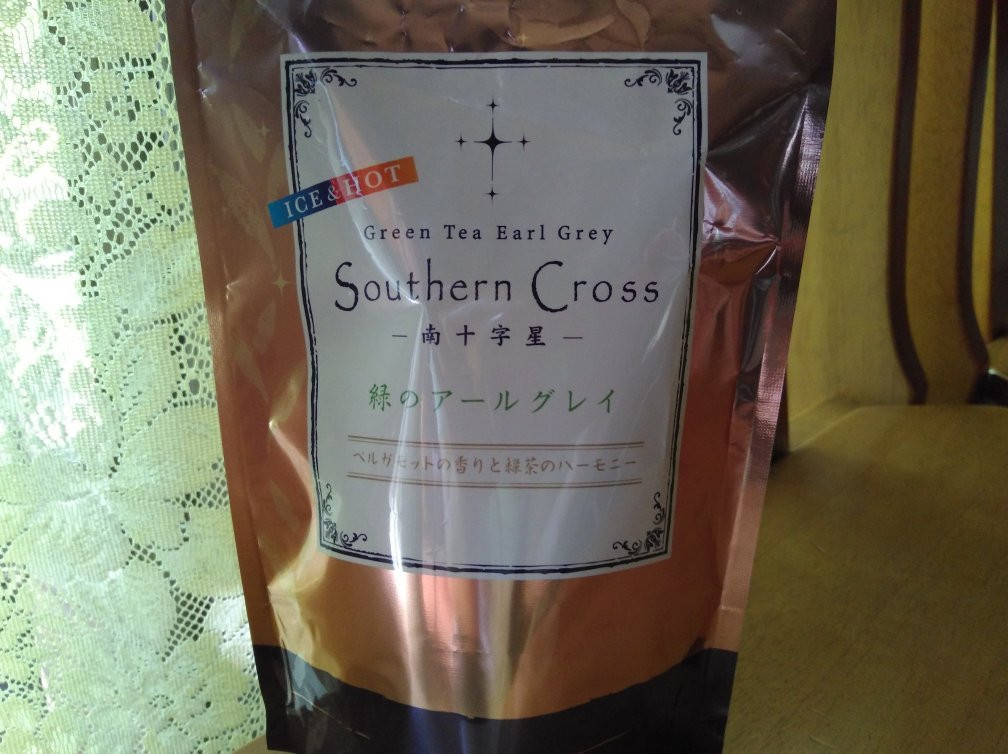 ICE & HOT
Green Tea Earl Grey
Southern Cross
—南十字星—
緑のアールグレイ
ベルガモットの香りと緑茶のハーモニー